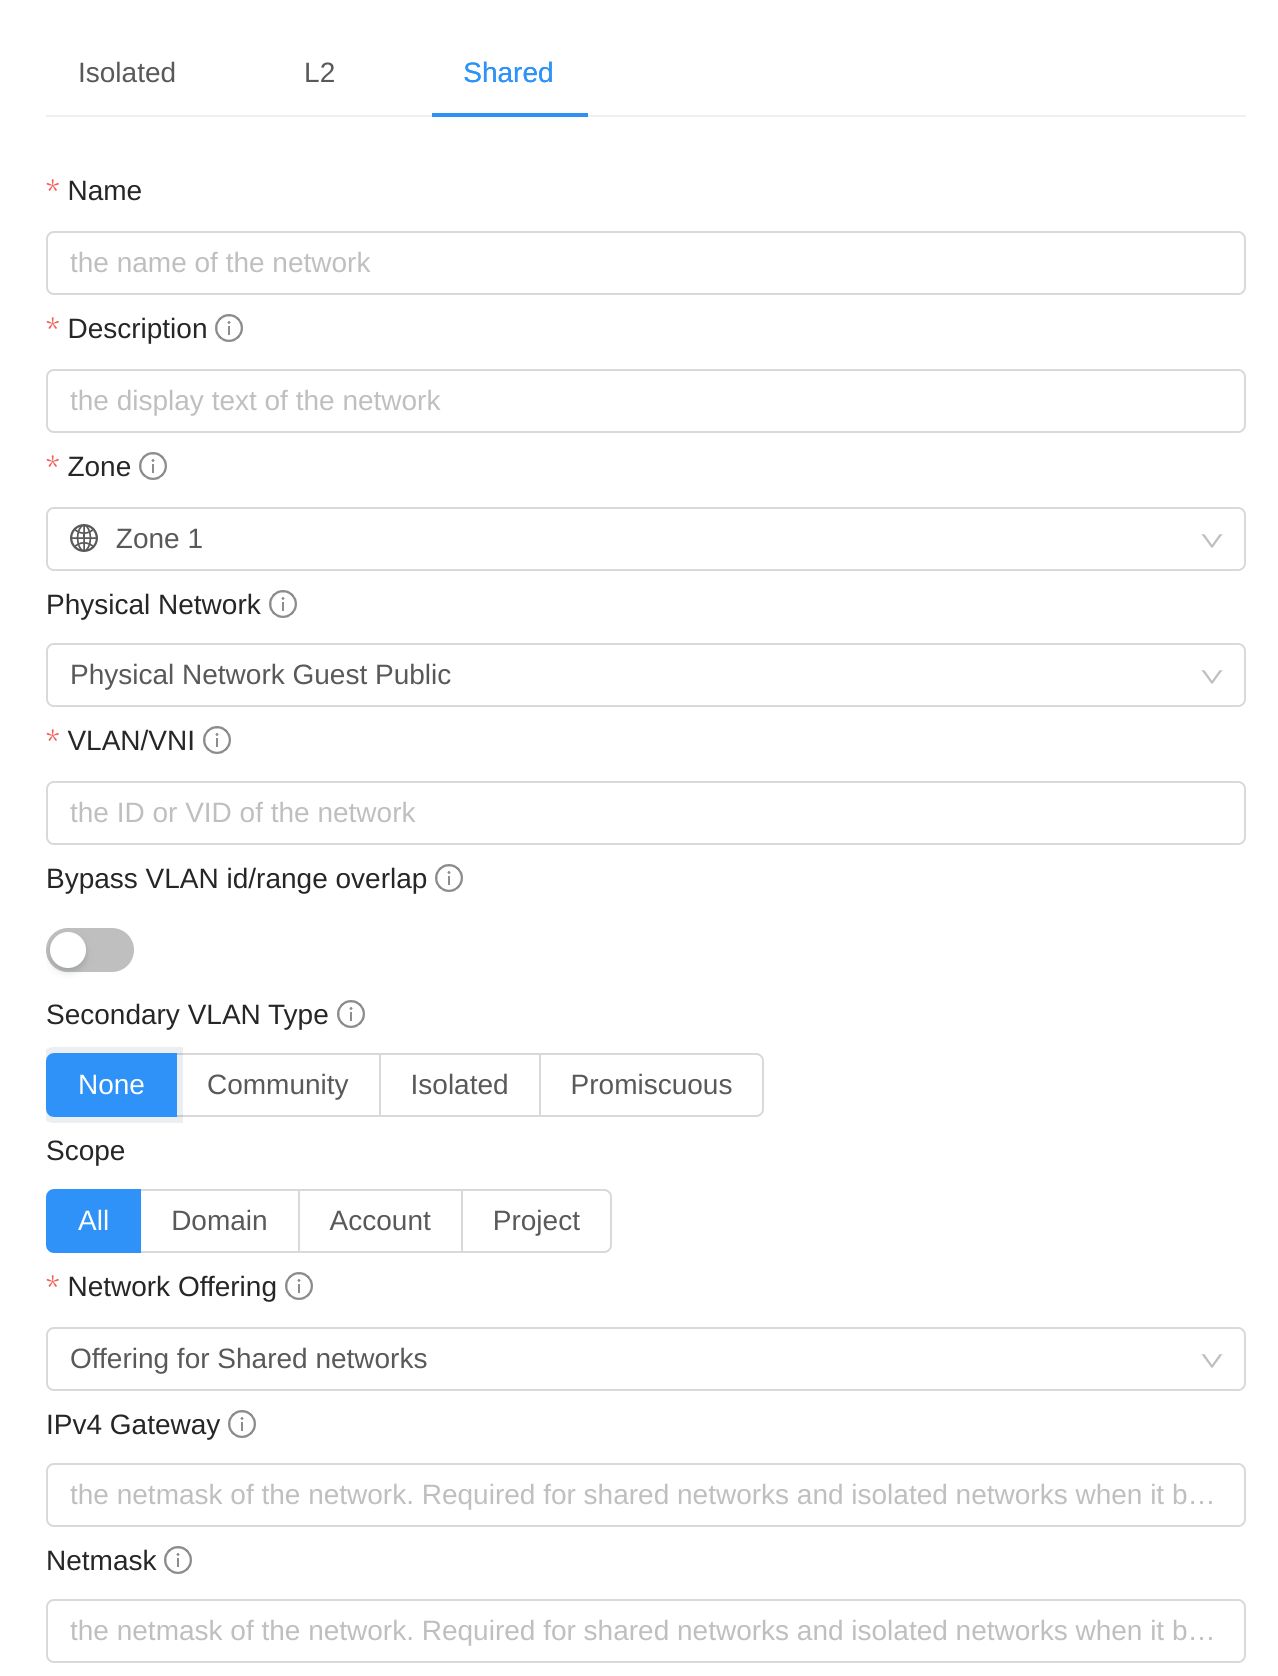 Isolated L2 Shared
* Name
the name of the network
* Description
the display text of the network
* Zone
Zone 1
Physical Network
Physical Network Guest Public
* VLAN/VNI
the ID or VID of the network
Bypass VLAN id/range overlap
Secondary VLAN Type
None Community Isolated Promiscuous
Scope
All Domain Account Project
* Network Offering
Offering for Shared networks
IPv4 Gateway
the netmask of the network. Required for shared networks and isolated networks when it b…
Netmask
the netmask of the network. Required for shared networks and isolated networks when it b…